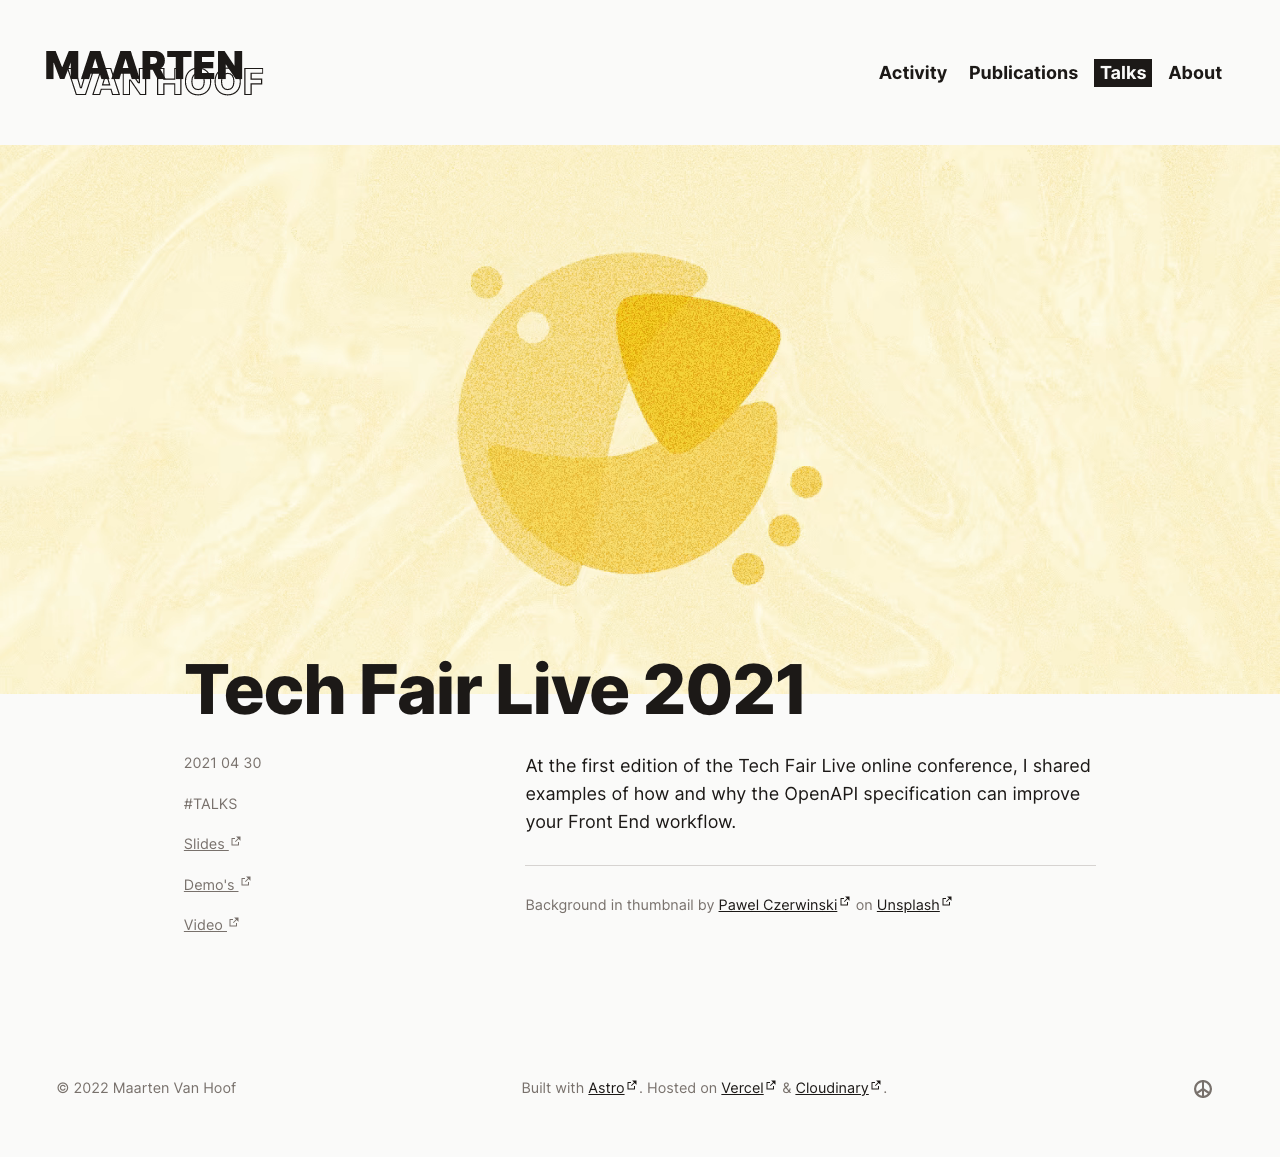 MAARTEN
VAN HOOF
Activity Publications Talks About
Tech Fair Live 2021
2021 04 30
#TALKS
Slides
Demo's
Video
At the first edition of the Tech Fair Live online conference, I shared
examples of how and why the OpenAPI specification can improve
your Front End workflow.
Background in thumbnail by Pawel Czerwinski on Unsplash
© 2022 Maarten Van Hoof
Built with Astro. Hosted on Vercel & Cloudinary.